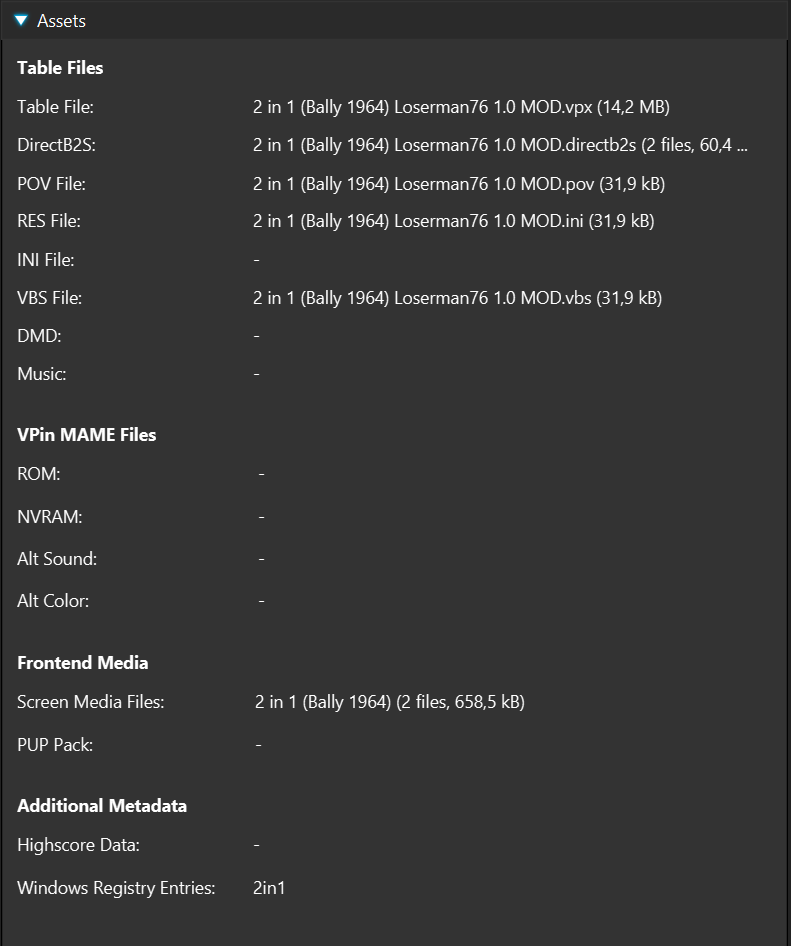 Assets
Table Files
Table File: 2 in 1 (Bally 1964) Loserman76 1.0 MOD.vpx (14,2 MB)
DirectB2S: 2 in 1 (Bally 1964) Loserman76 1.0 MOD.directb2s (2 files, 60,4 ...
POV File: 2 in 1 (Bally 1964) Loserman76 1.0 MOD.pov (31,9 kB)
RES File: 2 in 1 (Bally 1964) Loserman76 1.0 MOD.ini (31,9 kB)
INI File: -
VBS File: 2 in 1 (Bally 1964) Loserman76 1.0 MOD.vbs (31,9 kB)
DMD: -
Music: -
VPin MAME Files
ROM: -
NVRAM: -
Alt Sound: -
Alt Color: -
Frontend Media
Screen Media Files: 2 in 1 (Bally 1964) (2 files, 658,5 kB)
PUP Pack: -
Additional Metadata
Highscore Data: -
Windows Registry Entries: 2in1